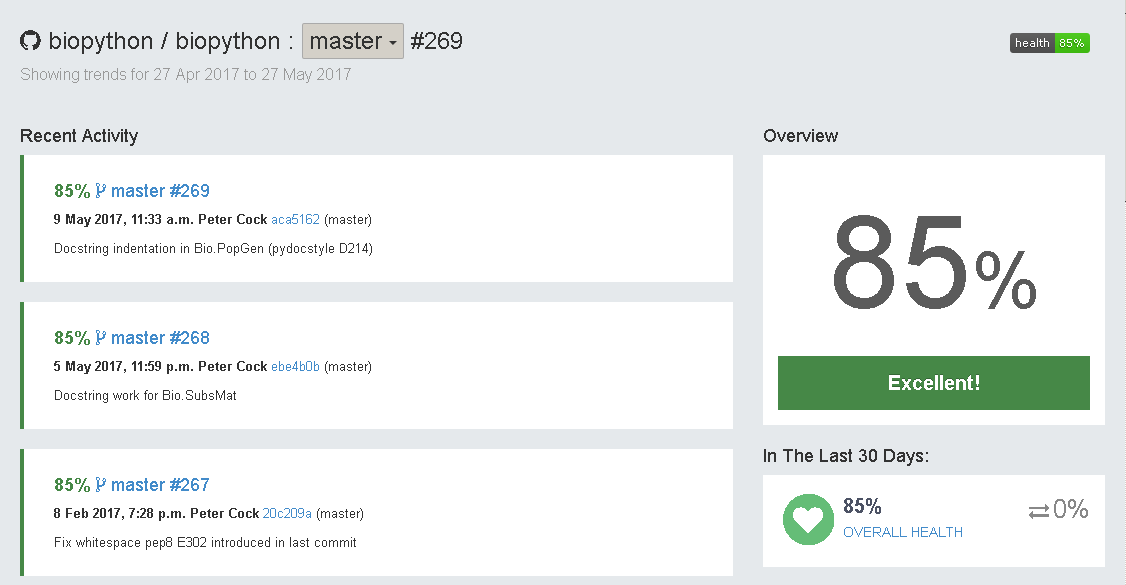 biopython / biopython : master #269
health 85%
Showing trends for 27 Apr 2017 to 27 May 2017
Recent Activity
85% master #269
9 May 2017, 11:33 a.m. Peter Cock aca5162 (master)
Docstring indentation in Bio.PopGen (pydocstyle D214)
85% master #268
5 May 2017, 11:59 p.m. Peter Cock ebe4b0b (master)
Docstring work for Bio.SubsMat
85% master #267
8 Feb 2017, 7:28 p.m. Peter Cock 20c209a (master)
Fix whitespace pep8 E302 introduced in last commit
Overview
85%
Excellent!
In The Last 30 Days:
85%
OVERALL HEALTH
0%